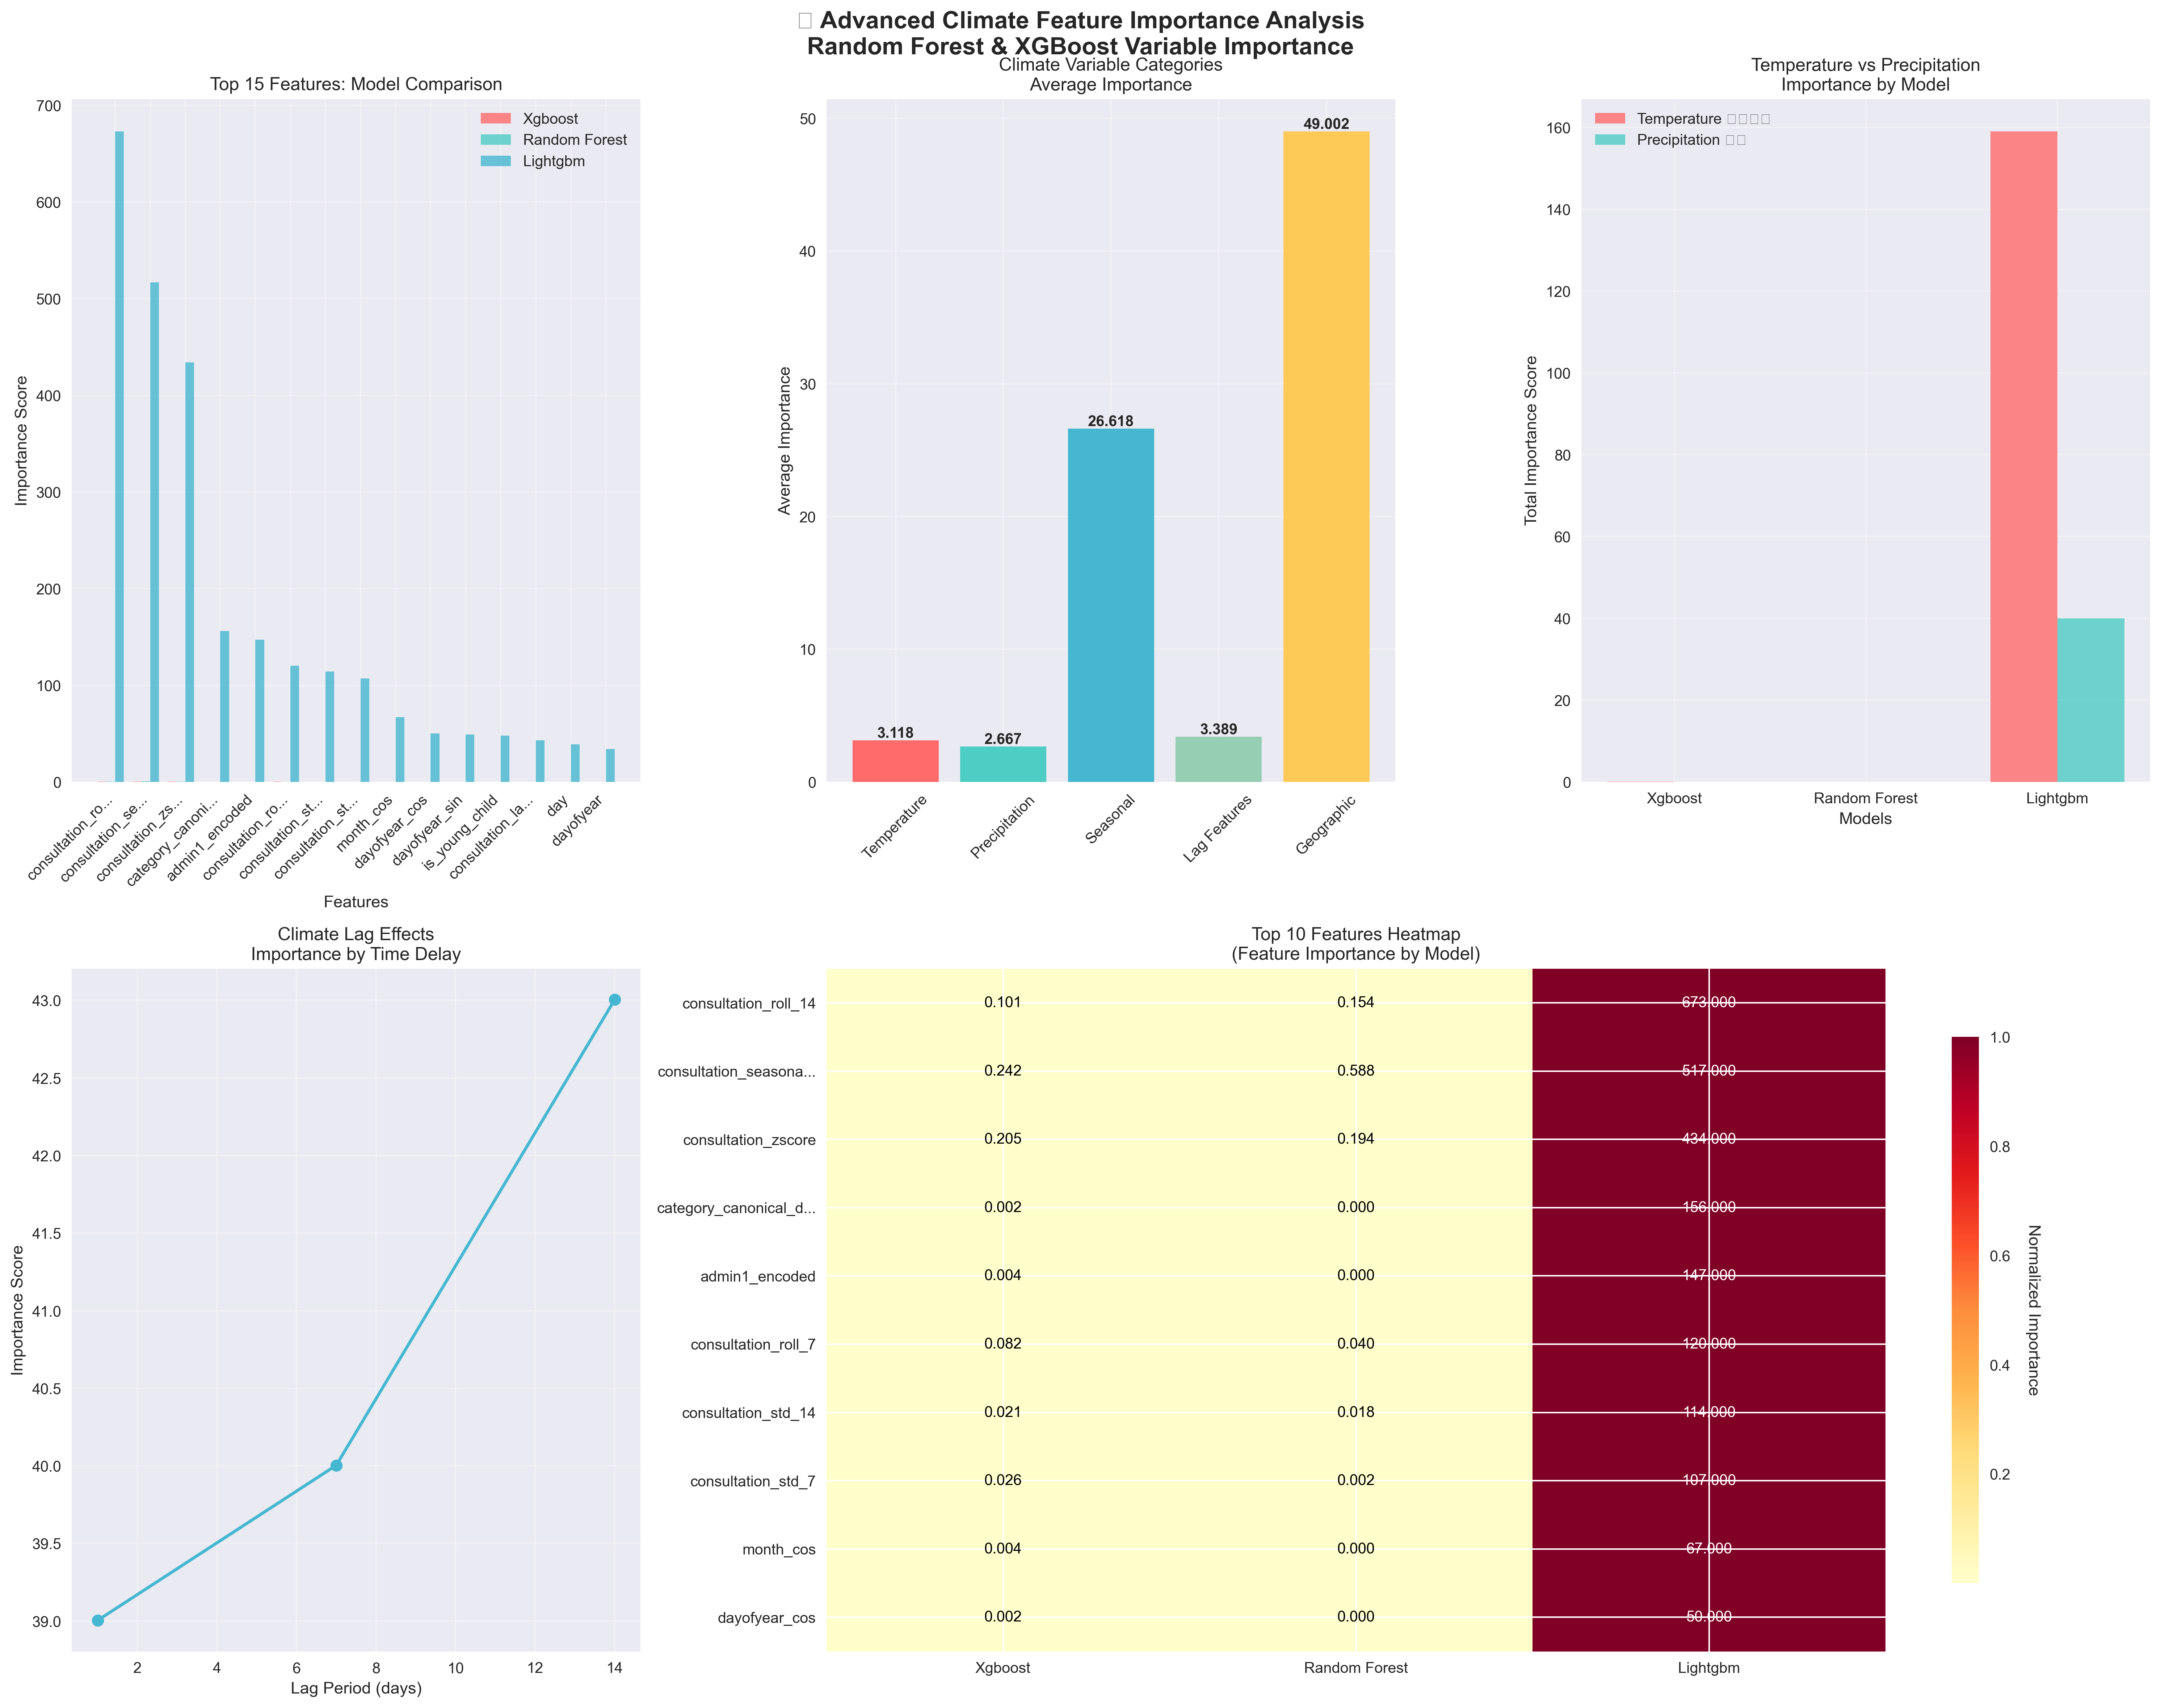 Advanced Climate Feature Importance Analysis
Random Forest & XGBoost Variable Importance
Top 15 Features: Model Comparison
Importance Score
700
600
500
400
300
200
100
0
Xgboost
Random Forest
Lightgbm
consultation_ro...
consultation_se...
consultation_zs...
category_canoni...
admin1_encoded
consultation_ro...
consultation_st...
consultation_st...
month_cos
dayofyear_cos
dayofyear_sin
is_young_child
consultation_la...
day
dayofyear
Features
Climate Variable Categories
Average Importance
Average Importance
50
40
30
20
10
0
3.118
2.667
26.618
3.389
49.002
Temperature
Precipitation
Seasonal
Lag Features
Geographic
Temperature vs Precipitation
Importance by Model
Total Importance Score
160
140
120
100
80
60
40
20
0
Temperature
Precipitation
Xgboost
Random Forest
Lightgbm
Models
Climate Lag Effects
Importance by Time Delay
Importance Score
43.0
42.5
42.0
41.5
41.0
40.5
40.0
39.5
39.0
2 4 6 8 10 12 14
Lag Period (days)
Top 10 Features Heatmap
(Feature Importance by Model)
consultation_roll_14 0.101 0.154 673.000
consultation_seasona... 0.242 0.588 517.000
consultation_zscore 0.205 0.194 434.000
category_canonical_d... 0.002 0.000 156.000
admin1_encoded 0.004 0.000 147.000
consultation_roll_7 0.082 0.040 120.000
consultation_std_14 0.021 0.018 114.000
consultation_std_7 0.026 0.002 107.000
month_cos 0.004 0.000 67.000
dayofyear_cos 0.002 0.000 50.000
Xgboost Random Forest Lightgbm
1.0
0.8
0.6
0.4
0.2
Normalized Importance